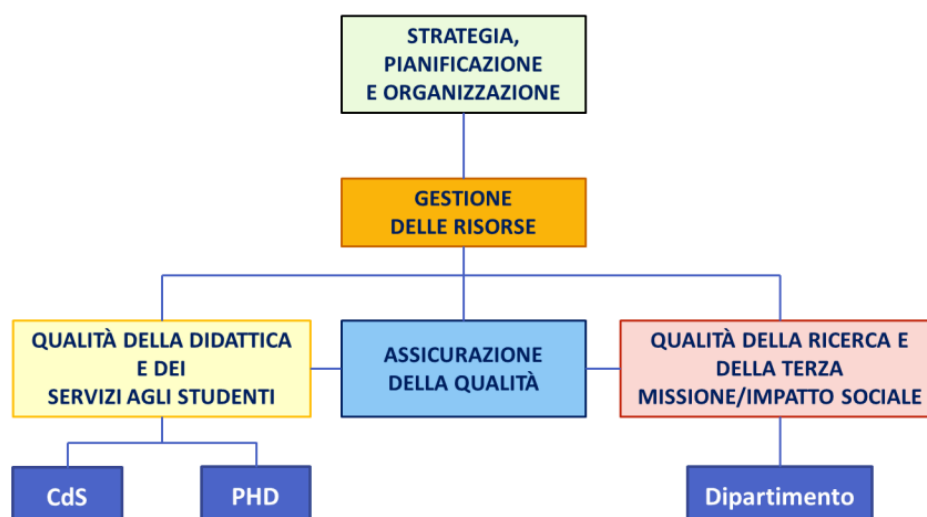 STRATEGIA,
PIANIFICAZIONE
E ORGANIZZAZIONE
GESTIONE
DELLE RISORSE
QUALITÀ DELLA DIDATTICA
E DEI
SERVIZI AGLI STUDENTI
ASSICURAZIONE
DELLA QUALITÀ
QUALITÀ DELLA RICERCA E
DELLA TERZA
MISSIONE/IMPATTO SOCIALE
CdS
PHD
Dipartimento